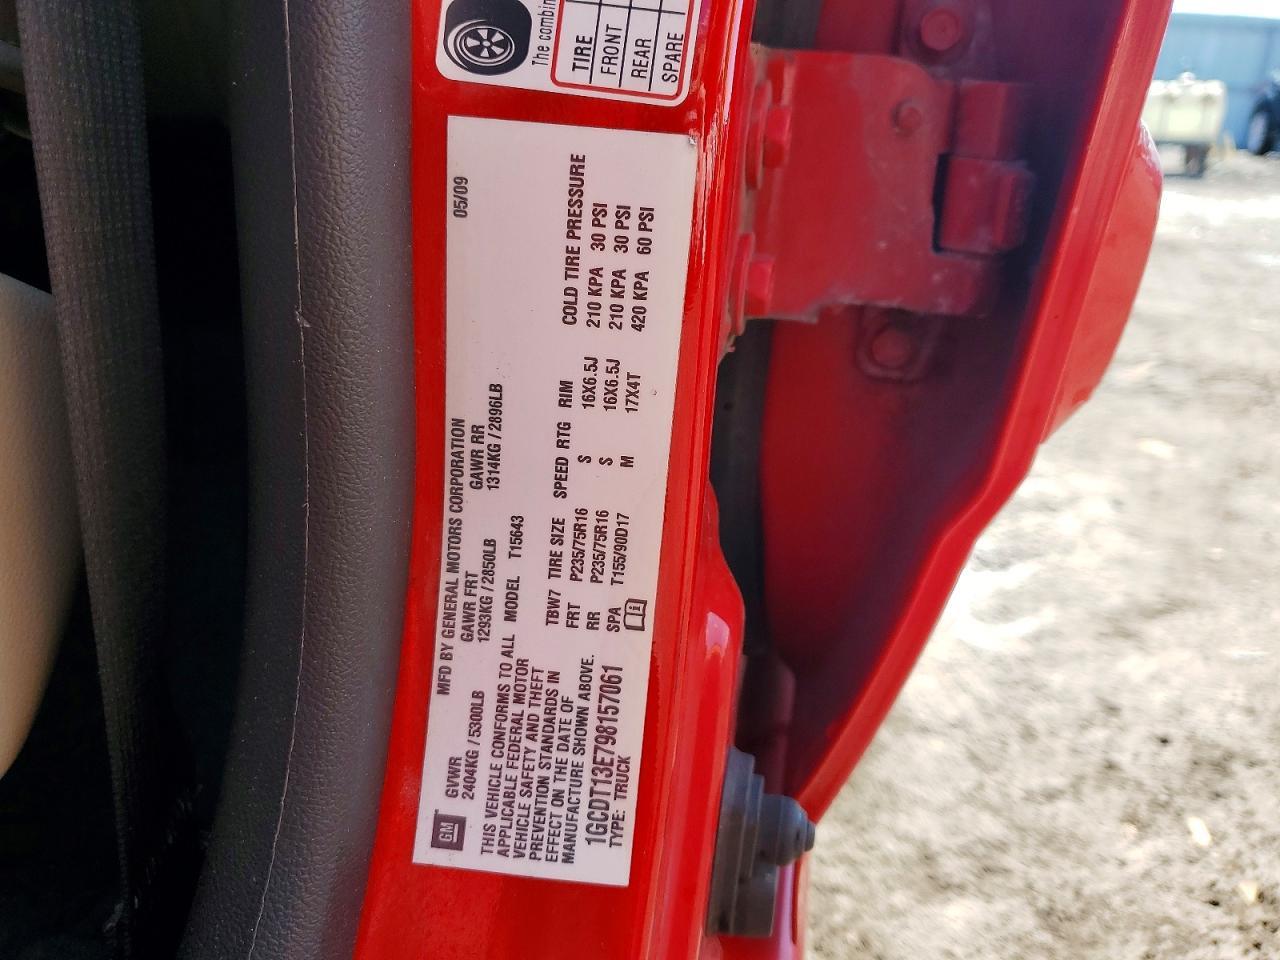 The combin
TIRE
FRONT
REAR
SPARE
MFD BY GENERAL MOTORS CORPORATION 05/09
GVWR GAWR FRT GAWR RR
2404KG / 5300LB 1293KG / 2850LB 1314KG / 2896LB
THIS VEHICLE CONFORMS TO ALL MODEL T15643
APPLICABLE FEDERAL MOTOR
VEHICLE SAFETY AND THEFT
PREVENTION STANDARDS IN
EFFECT ON THE DATE OF
MANUFACTURE SHOWN ABOVE.
TBW7 TIRE SIZE SPEED RTG RIM COLD TIRE PRESSURE
FRT P235/75R16 S 16X6.5J 210 KPA 30 PSI
RR P235/75R16 S 16X6.5J 210 KPA 30 PSI
SPA T155/90D17 M 17X4T 420 KPA 60 PSI
1GCDT13E798157061
TYPE: TRUCK
GM